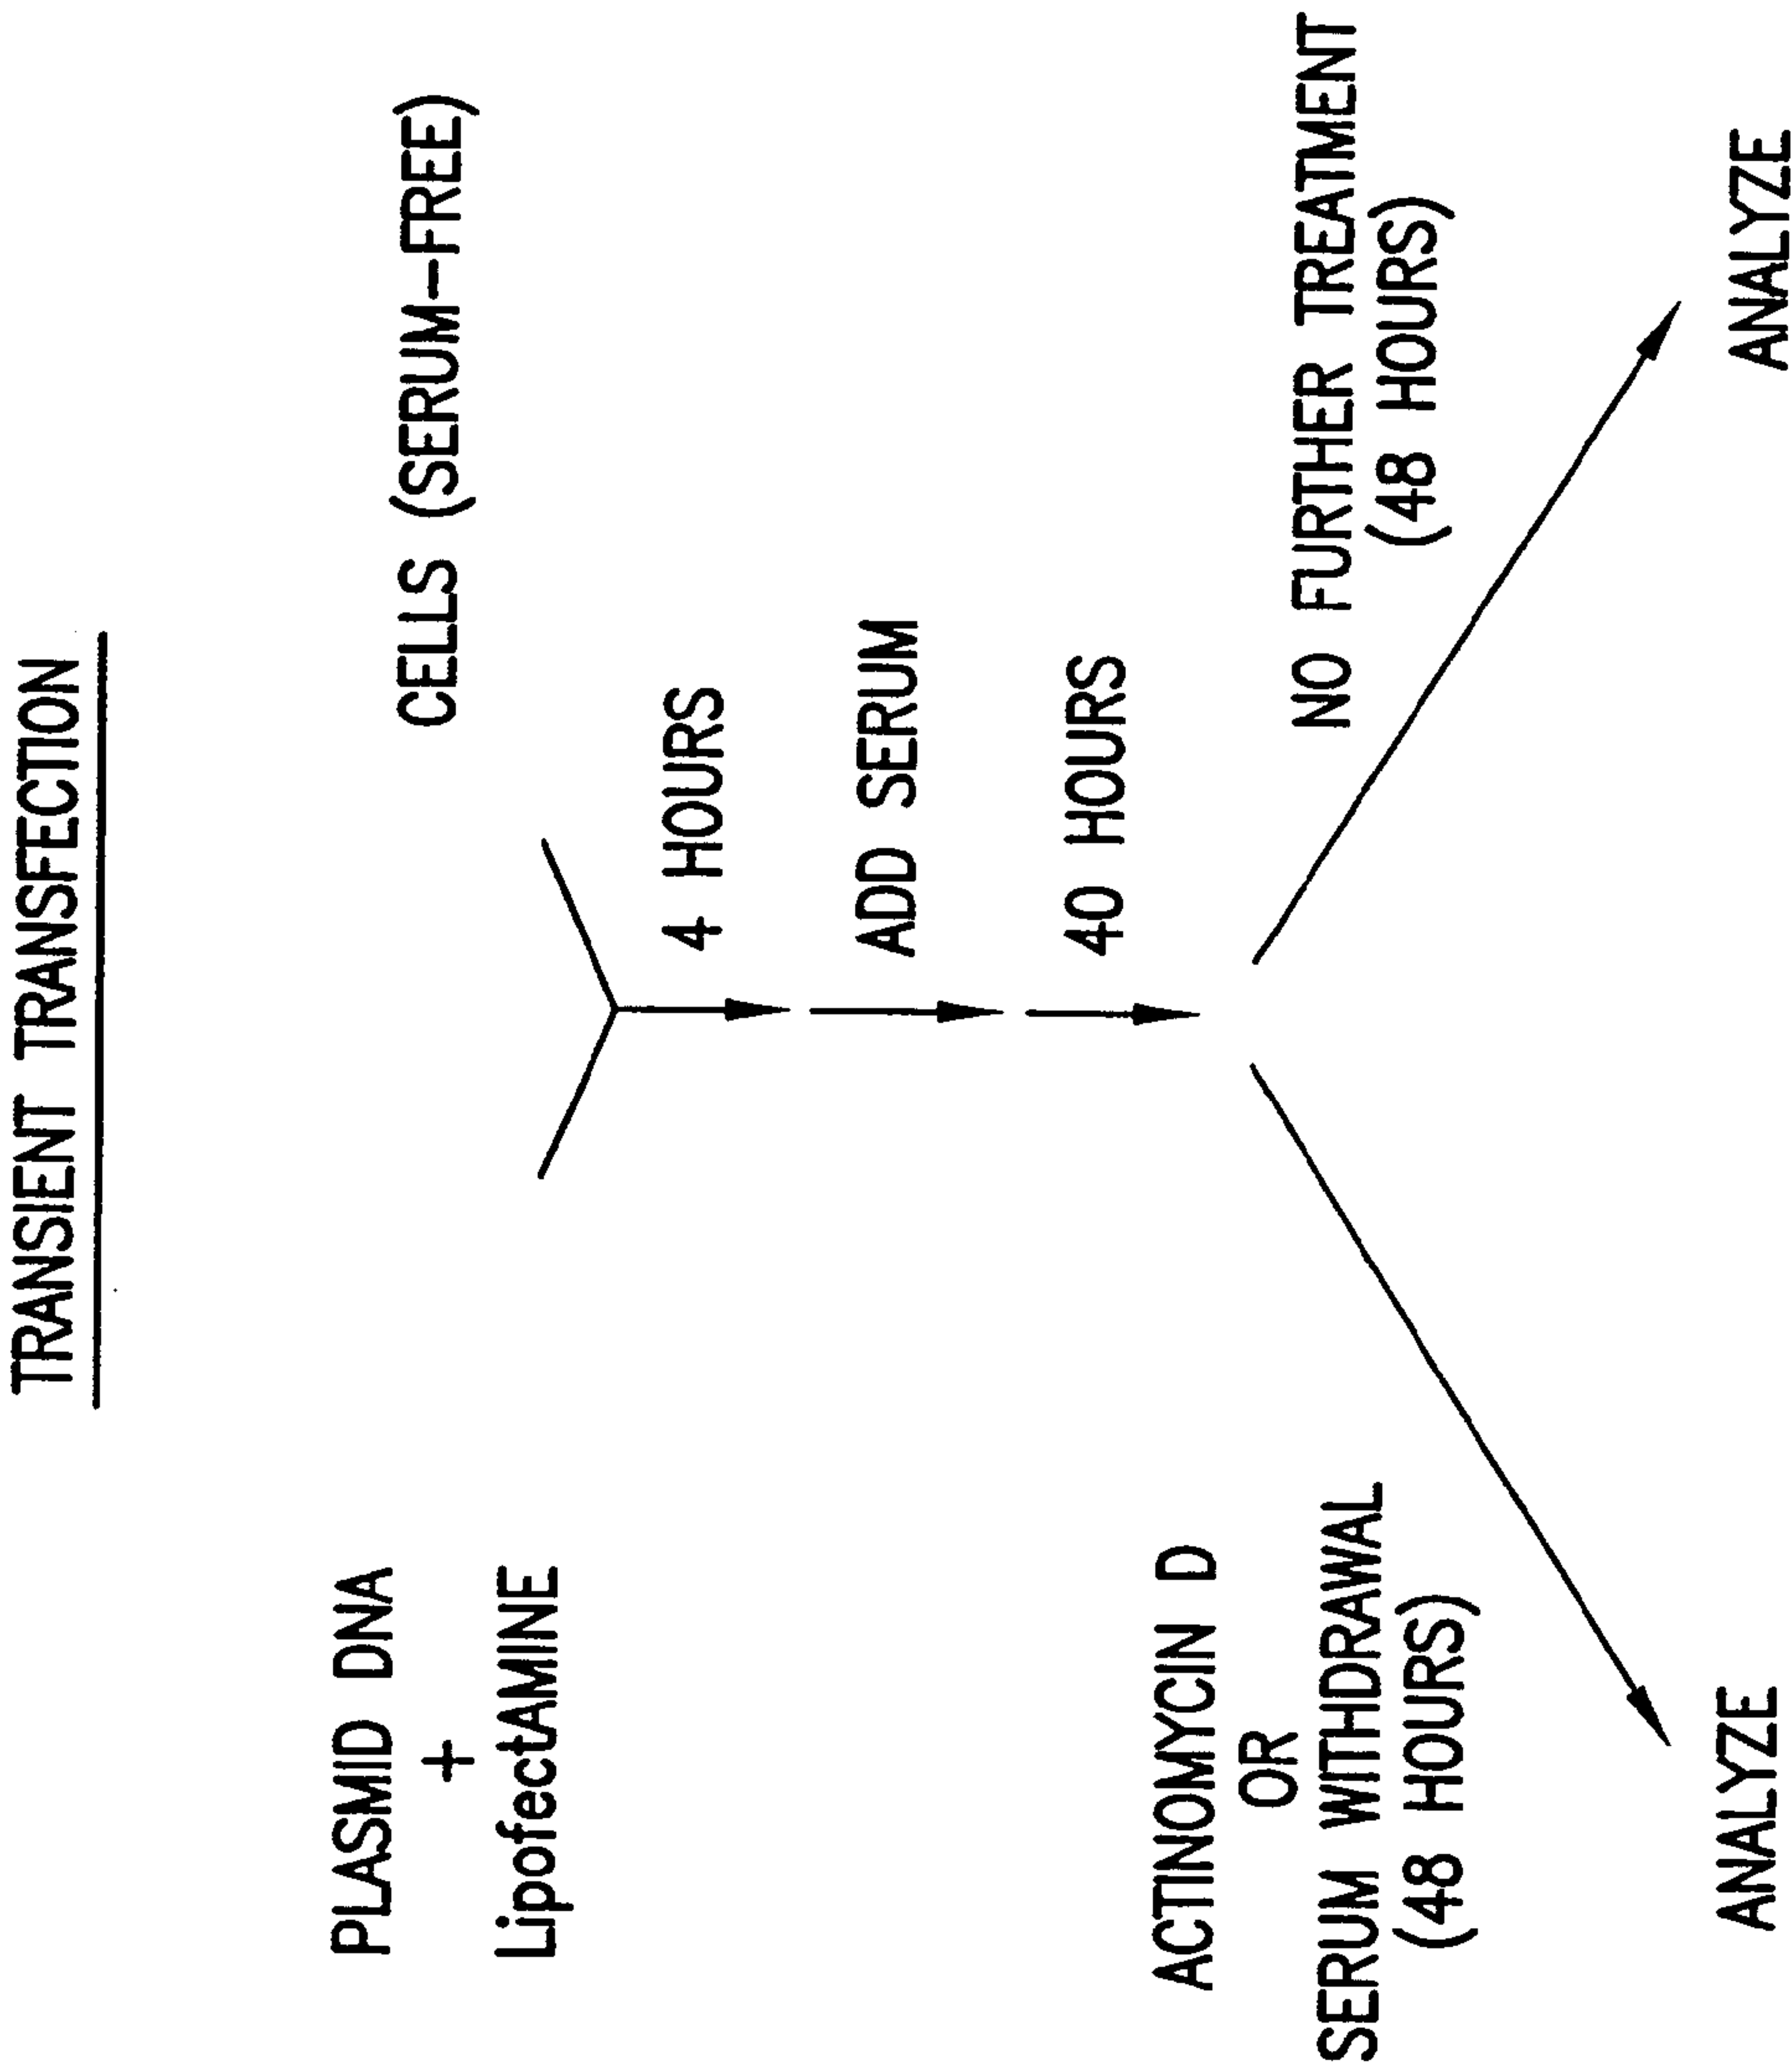 TRANSIENT TRANSFECTION
PLASMID DNA
+
LipofectAMINE
CELLS (SERUM-FREE)
4 HOURS
ADD SERUM
40 HOURS
ACTINOMYCIN D
OR
SERUM WITHDRAWAL
(48 HOURS)
NO FURTHER TREATMENT
(48 HOURS)
ANALYZE
ANALYZE